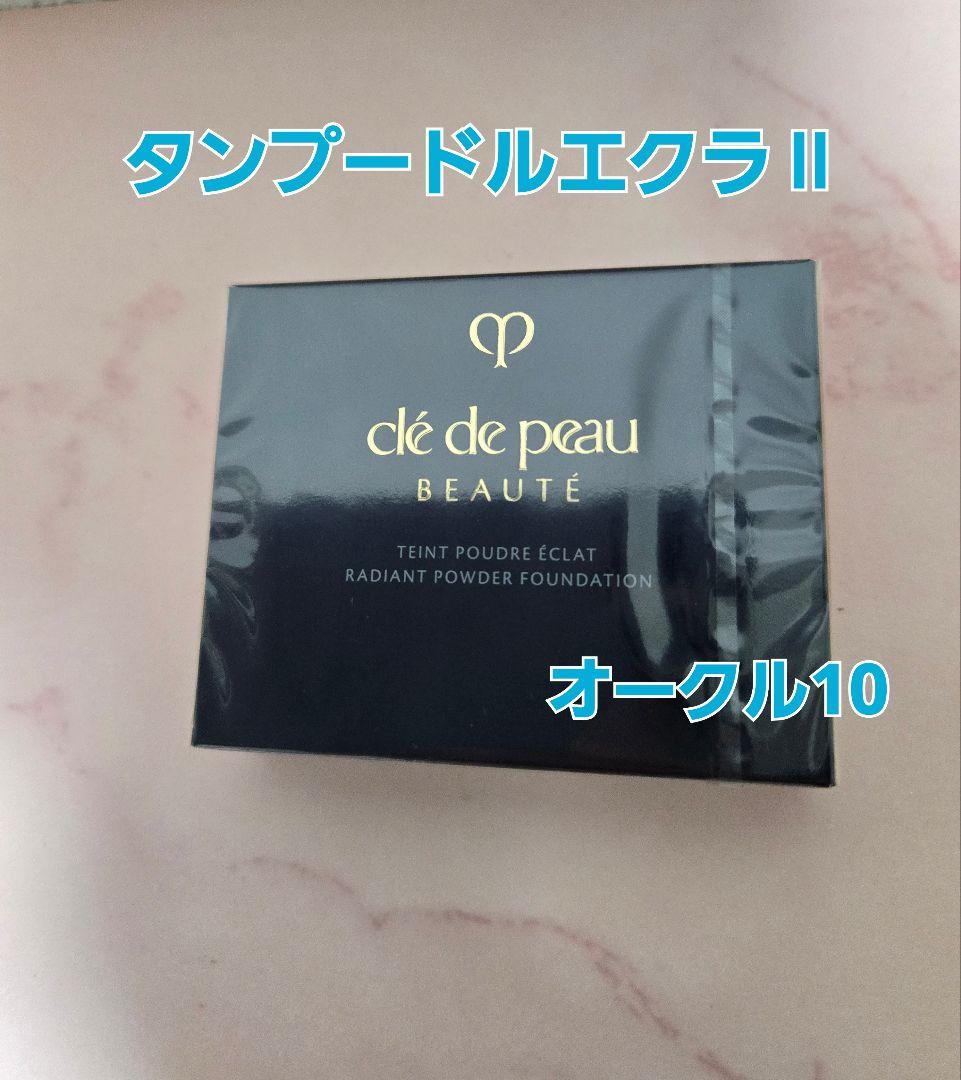 タンプードルエクラⅡ
clé de peau
BEAUTÉ
TEINT POUDRE ÉCLAT
RADIANT POWDER FOUNDATION
オークル10